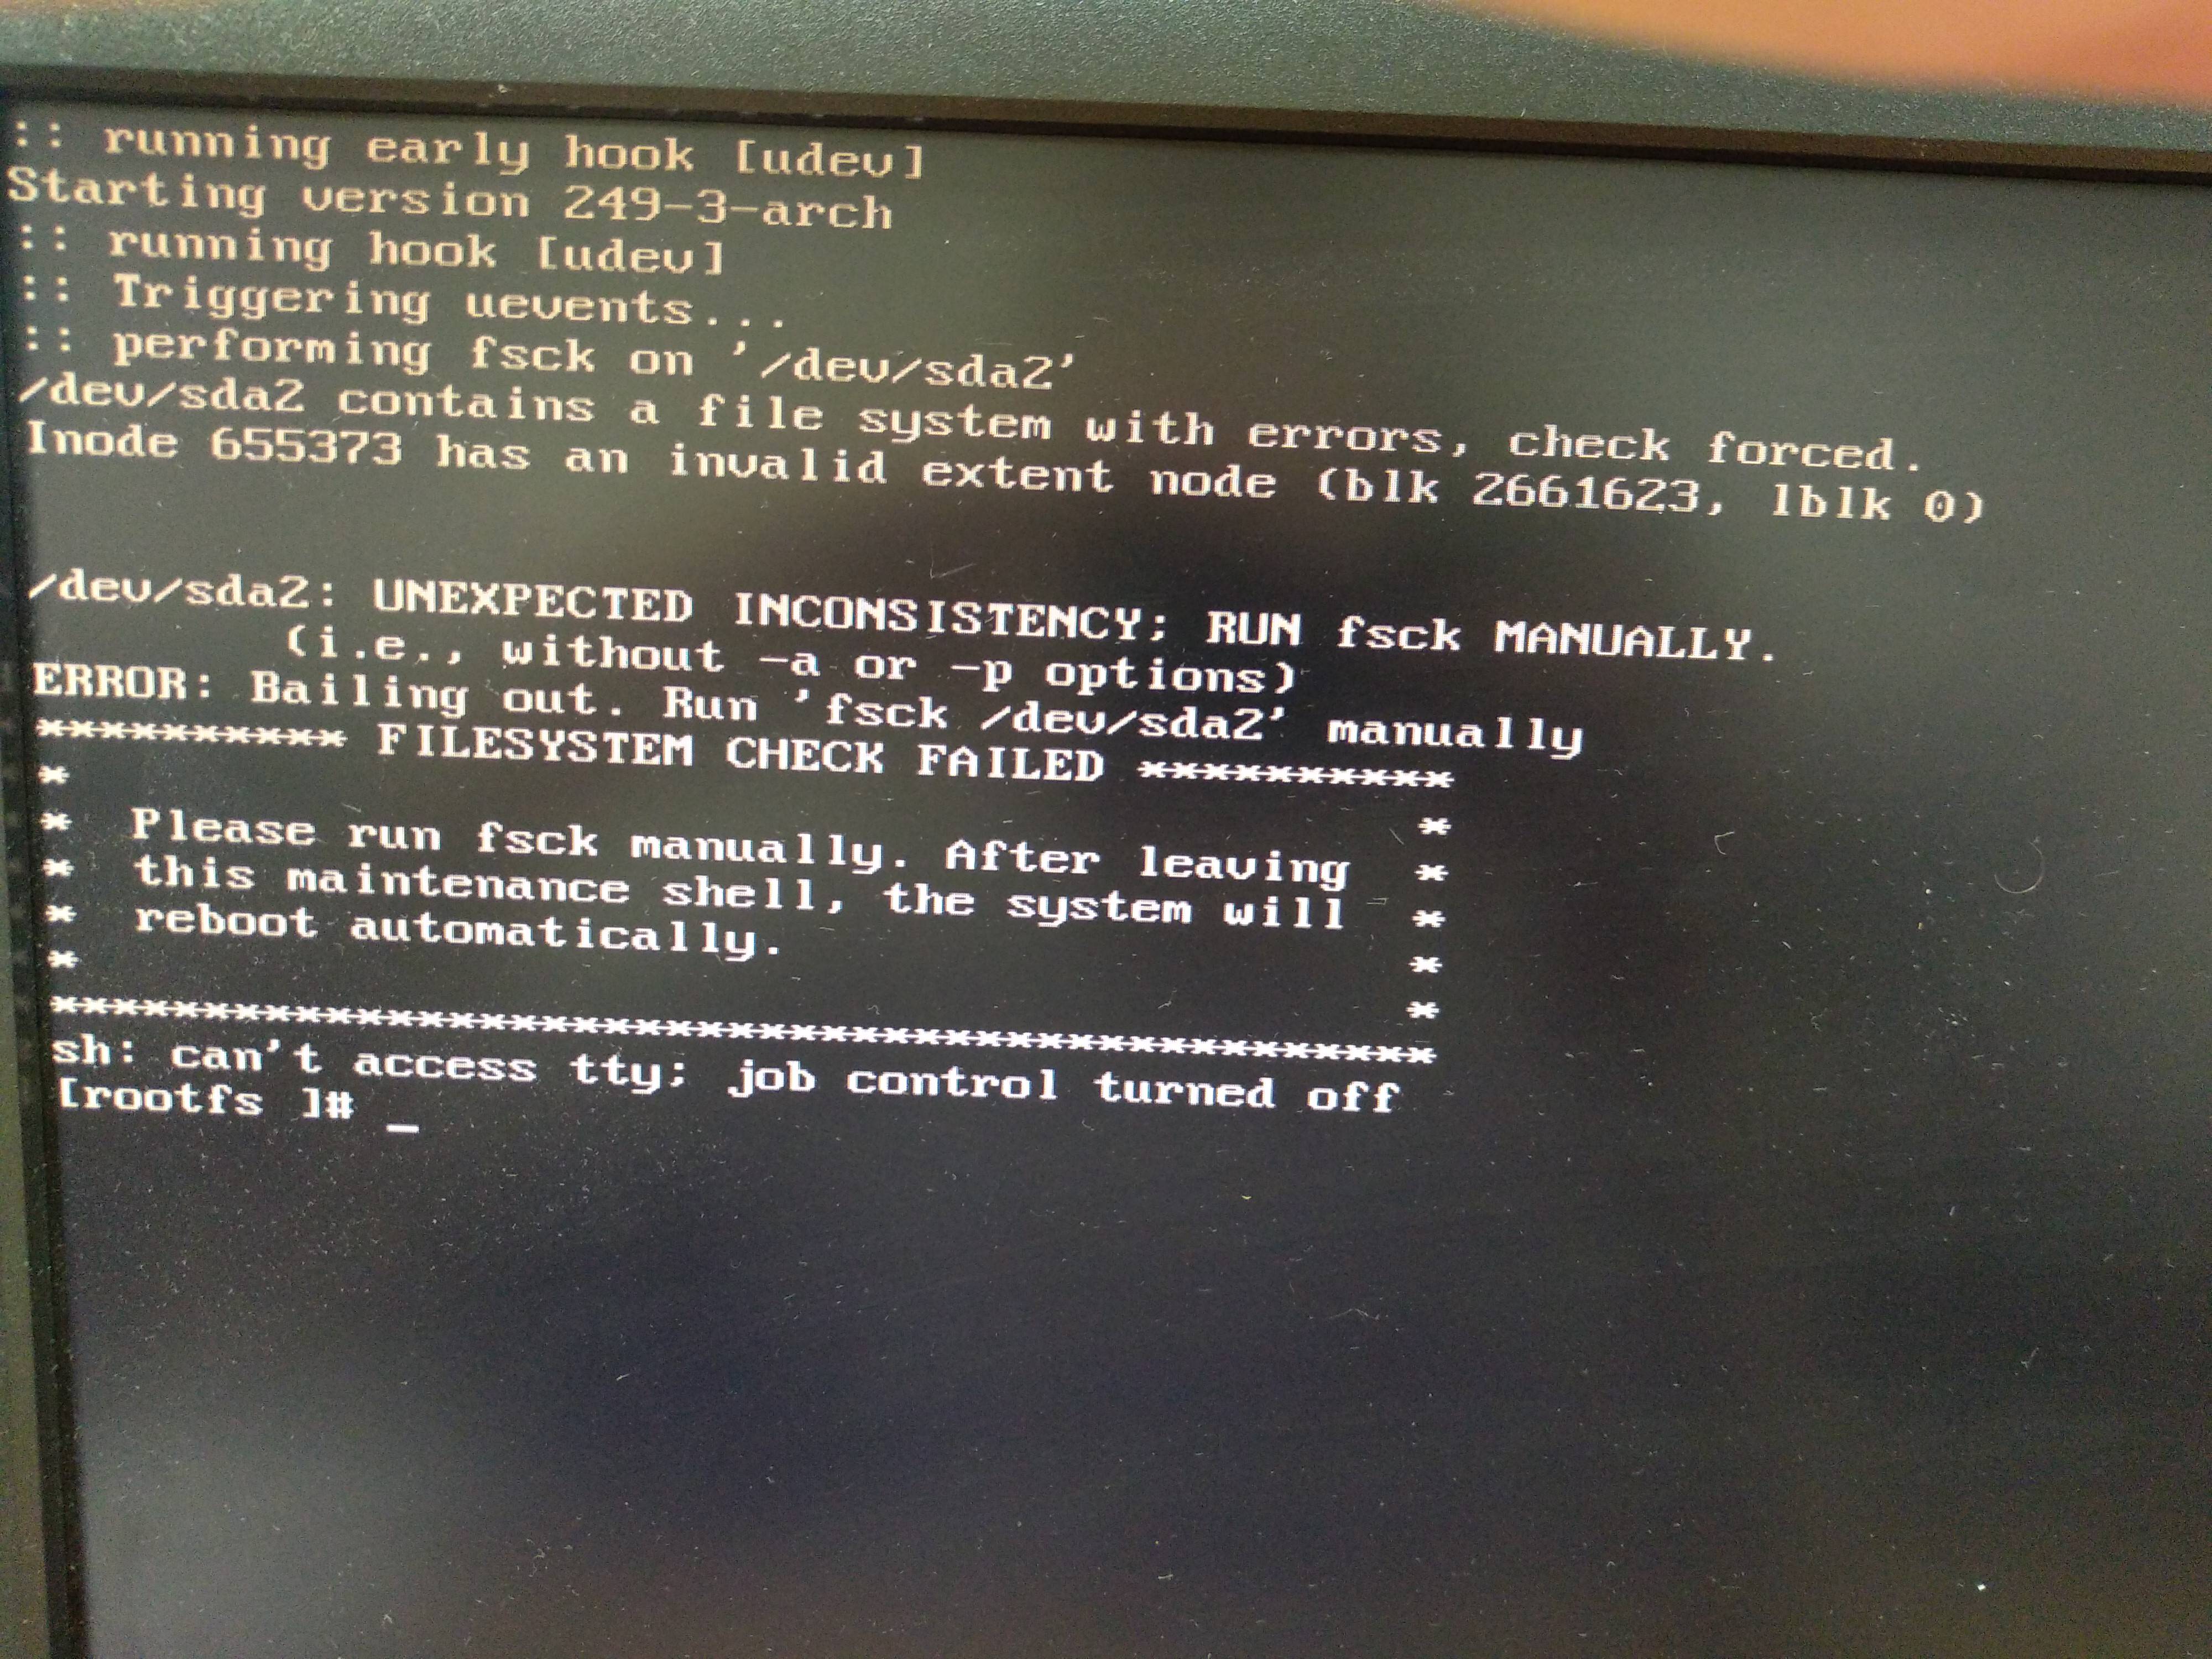 :: running early hook [udev]
Starting version 249-3-arch
:: running hook [udev]
:: Triggering uevents...
:: performing fsck on '/dev/sda2'
/dev/sda2 contains a file system with errors, check forced.
Inode 655373 has an invalid extent node (blk 2661623, lblk 0)
/dev/sda2: UNEXPECTED INCONSISTENCY; RUN fsck MANUALLY.
(i.e., without -a or -p options)
ERROR: Bailing out. Run 'fsck /dev/sda2' manually
********** FILESYSTEM CHECK FAILED **********
* *
* Please run fsck manually. After leaving *
* this maintenance shell, the system will *
* reboot automatically. *
* *
*********************************************
sh: can't access tty; job control turned off
[rootfs ]# _